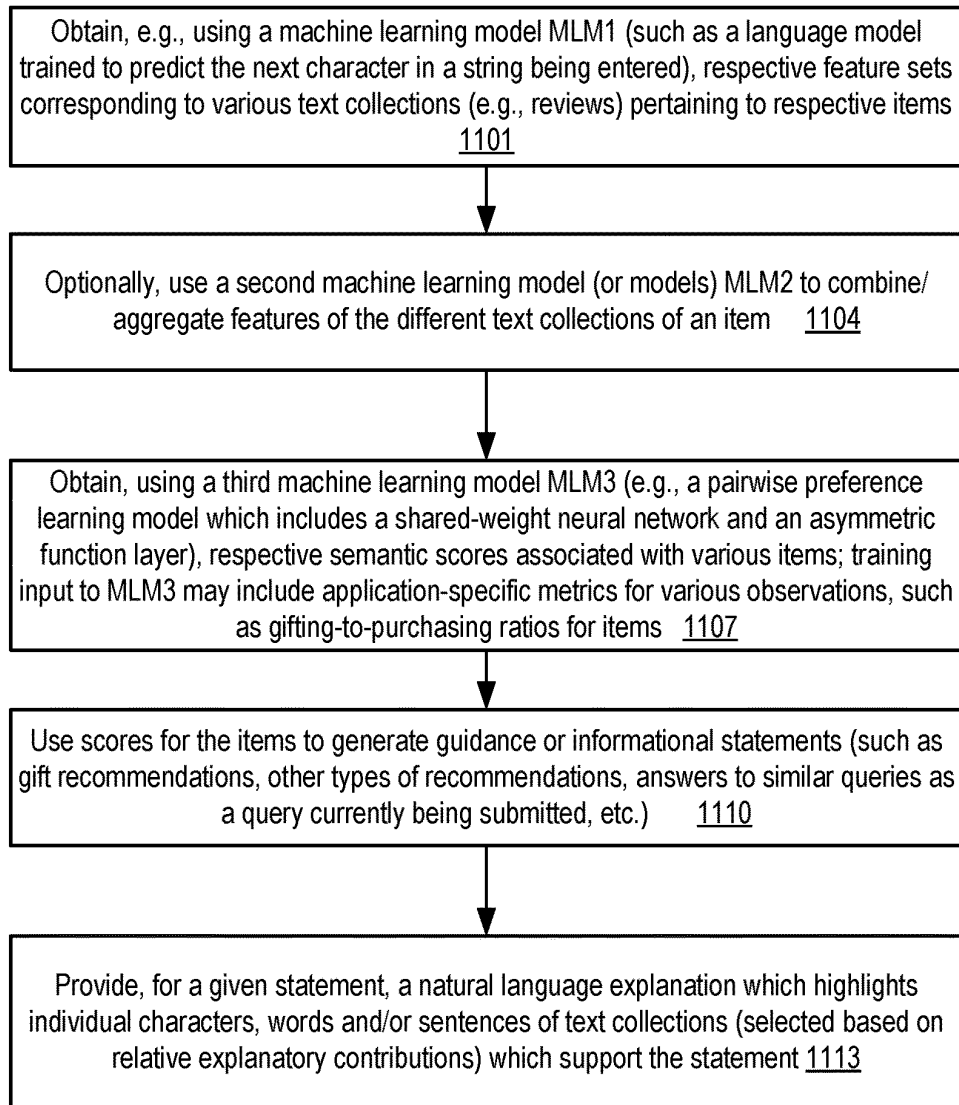 Obtain, e.g., using a machine learning model MLM1 (such as a language model
trained to predict the next character in a string being entered), respective feature sets
corresponding to various text collections (e.g., reviews) pertaining to respective items
1101
Optionally, use a second machine learning model (or models) MLM2 to combine/
aggregate features of the different text collections of an item 1104
Obtain, using a third machine learning model MLM3 (e.g., a pairwise preference
learning model which includes a shared-weight neural network and an asymmetric
function layer), respective semantic scores associated with various items; training
input to MLM3 may include application-specific metrics for various observations, such
as gifting-to-purchasing ratios for items 1107
Use scores for the items to generate guidance or informational statements (such as
gift recommendations, other types of recommendations, answers to similar queries as
a query currently being submitted, etc.) 1110
Provide, for a given statement, a natural language explanation which highlights
individual characters, words and/or sentences of text collections (selected based on
relative explanatory contributions) which support the statement 1113